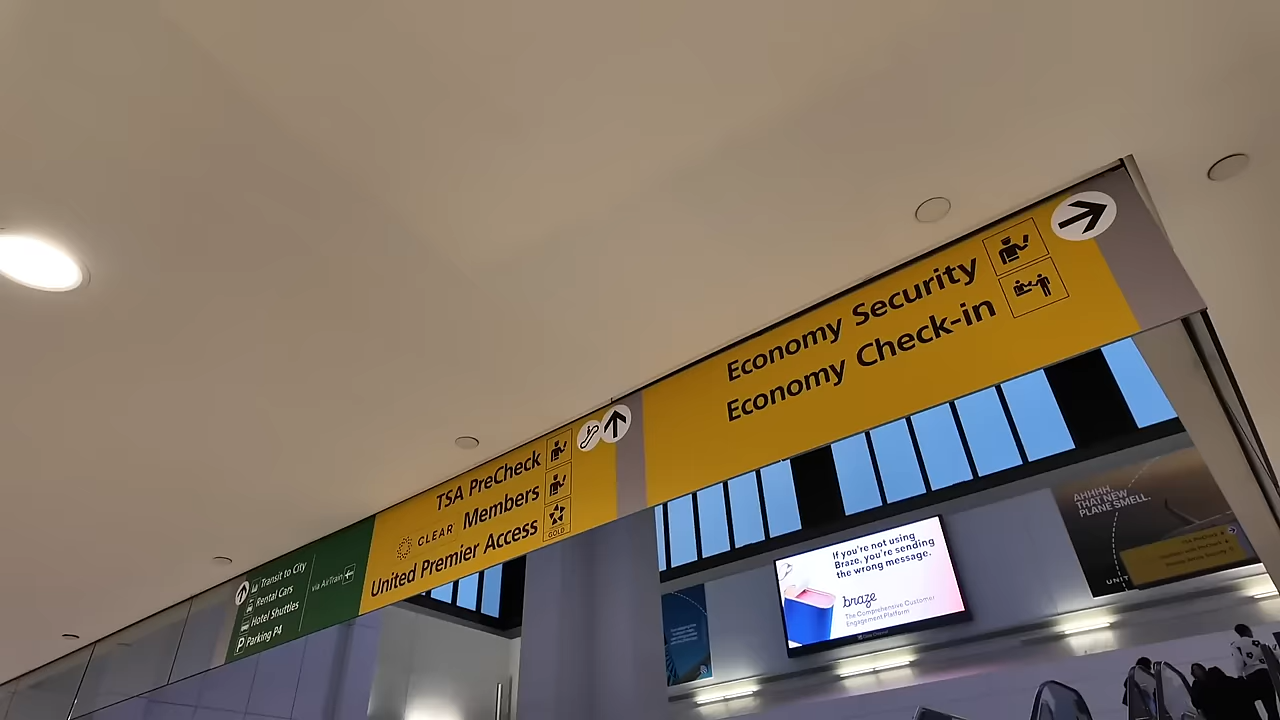 Economy Security
Economy Check-in
TSA PreCheck
CLEAR Members
United Premier Access
GOLD
Transit to City
Rental Cars
Hotel Shuttles
P Parking P4
via AirTrain
If you're not using
Braze, you're sending
the wrong message.
braze
The Comprehensive Customer
Engagement Platform
AHHHH...
THAT NEW
PLANE SMELL.
UNIT